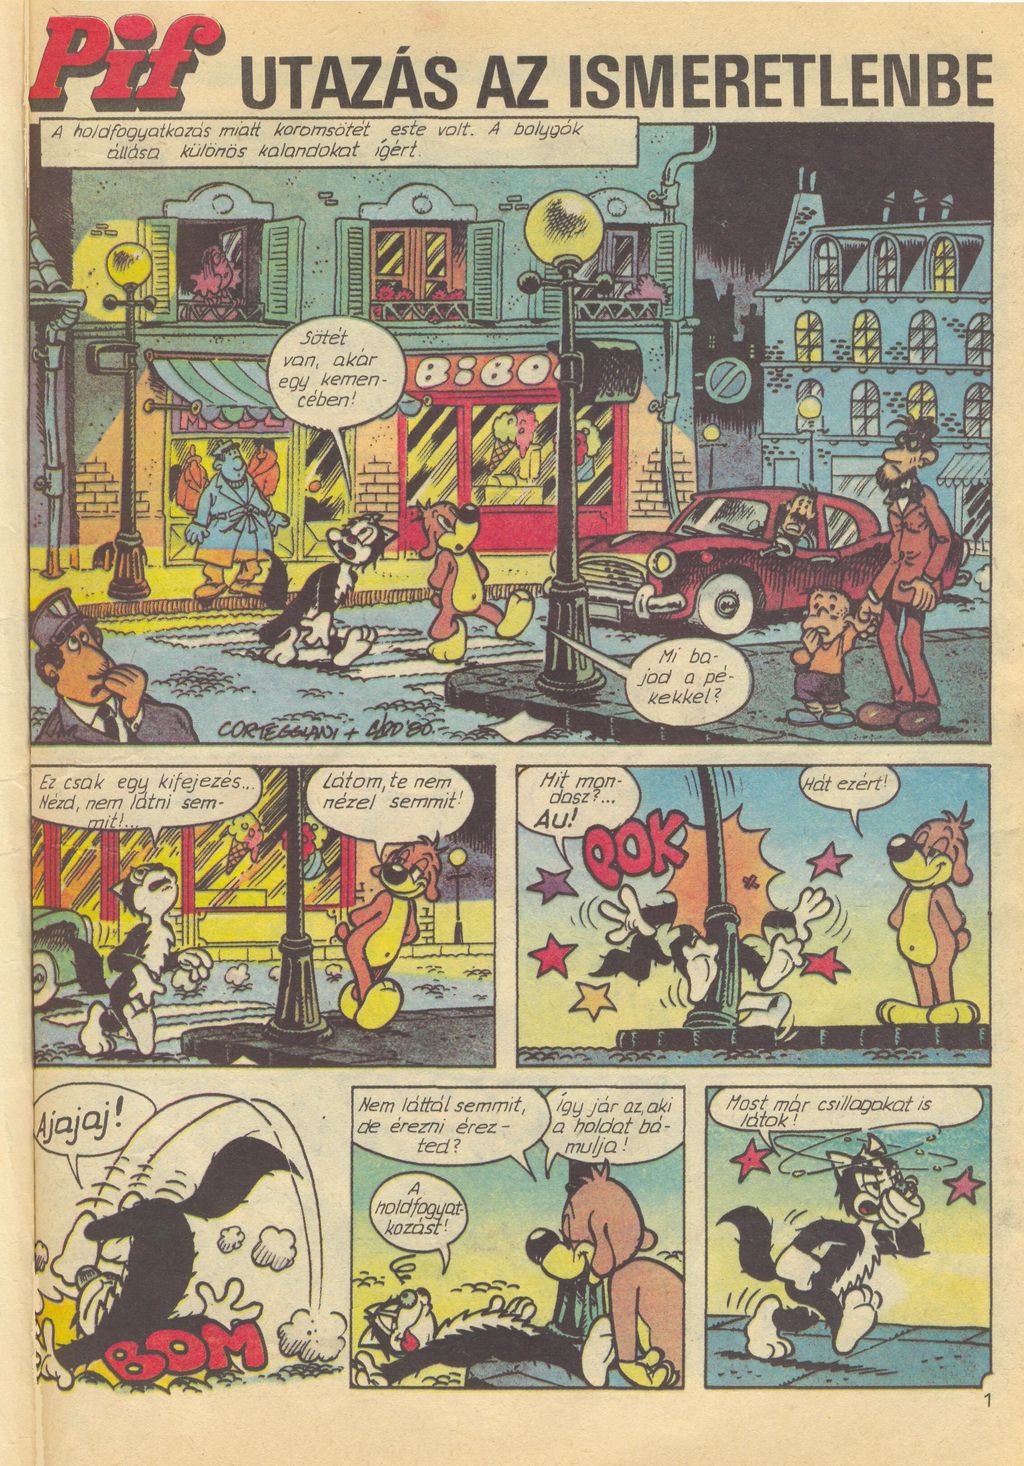 Pif
UTAZÁS AZ ISMERETLENBE
A holdfogyatkozás miatt koromsötét este volt. A bolygók
állása különös kalandokat ígért.
Sötét
van, akár
egy kemen-
cében!
MODE
BIBO
Mi ba-
jod a pé-
kekkel?
CORTEGGIANI +
'80
Ez csak egy kifejezés...
Nézd, nem látni sem-
mit!...
Látom, te nem
nézel semmit!
Mit mon-
dasz?...
Au!
POK
Hát ezért!
Ajajaj!
BOM
Nem láttál semmit,
de érezni érez-
ted?
Így jár az, aki
a holdat bá-
mulja!
A
holdfogyat-
kozást!
Most már csillagokat is
látok!
1